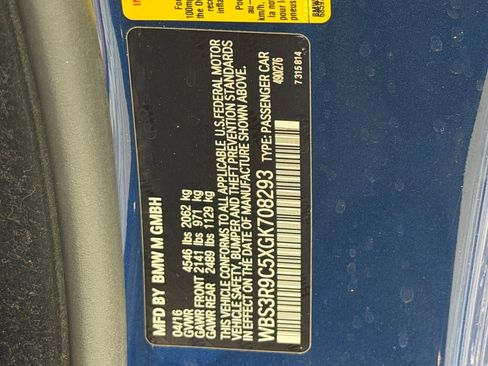 MFD BY BMW M GMBH
04/16
GVWR 4546 lbs 2062 kg
GAWR FRONT 2141 lbs 971 kg
GAWR REAR 2489 lbs 1129 kg
THIS VEHICLE CONFORMS TO ALL APPLICABLE U.S.FEDERAL MOTOR
VEHICLE SAFETY, BUMPER AND THEFT PREVENTION STANDARDS
IN EFFECT ON THE DATE OF MANUFACTURE SHOWN ABOVE.
WBS3R9C5XGK708293 TYPE: PASSENGER CAR
490276
7 315 814